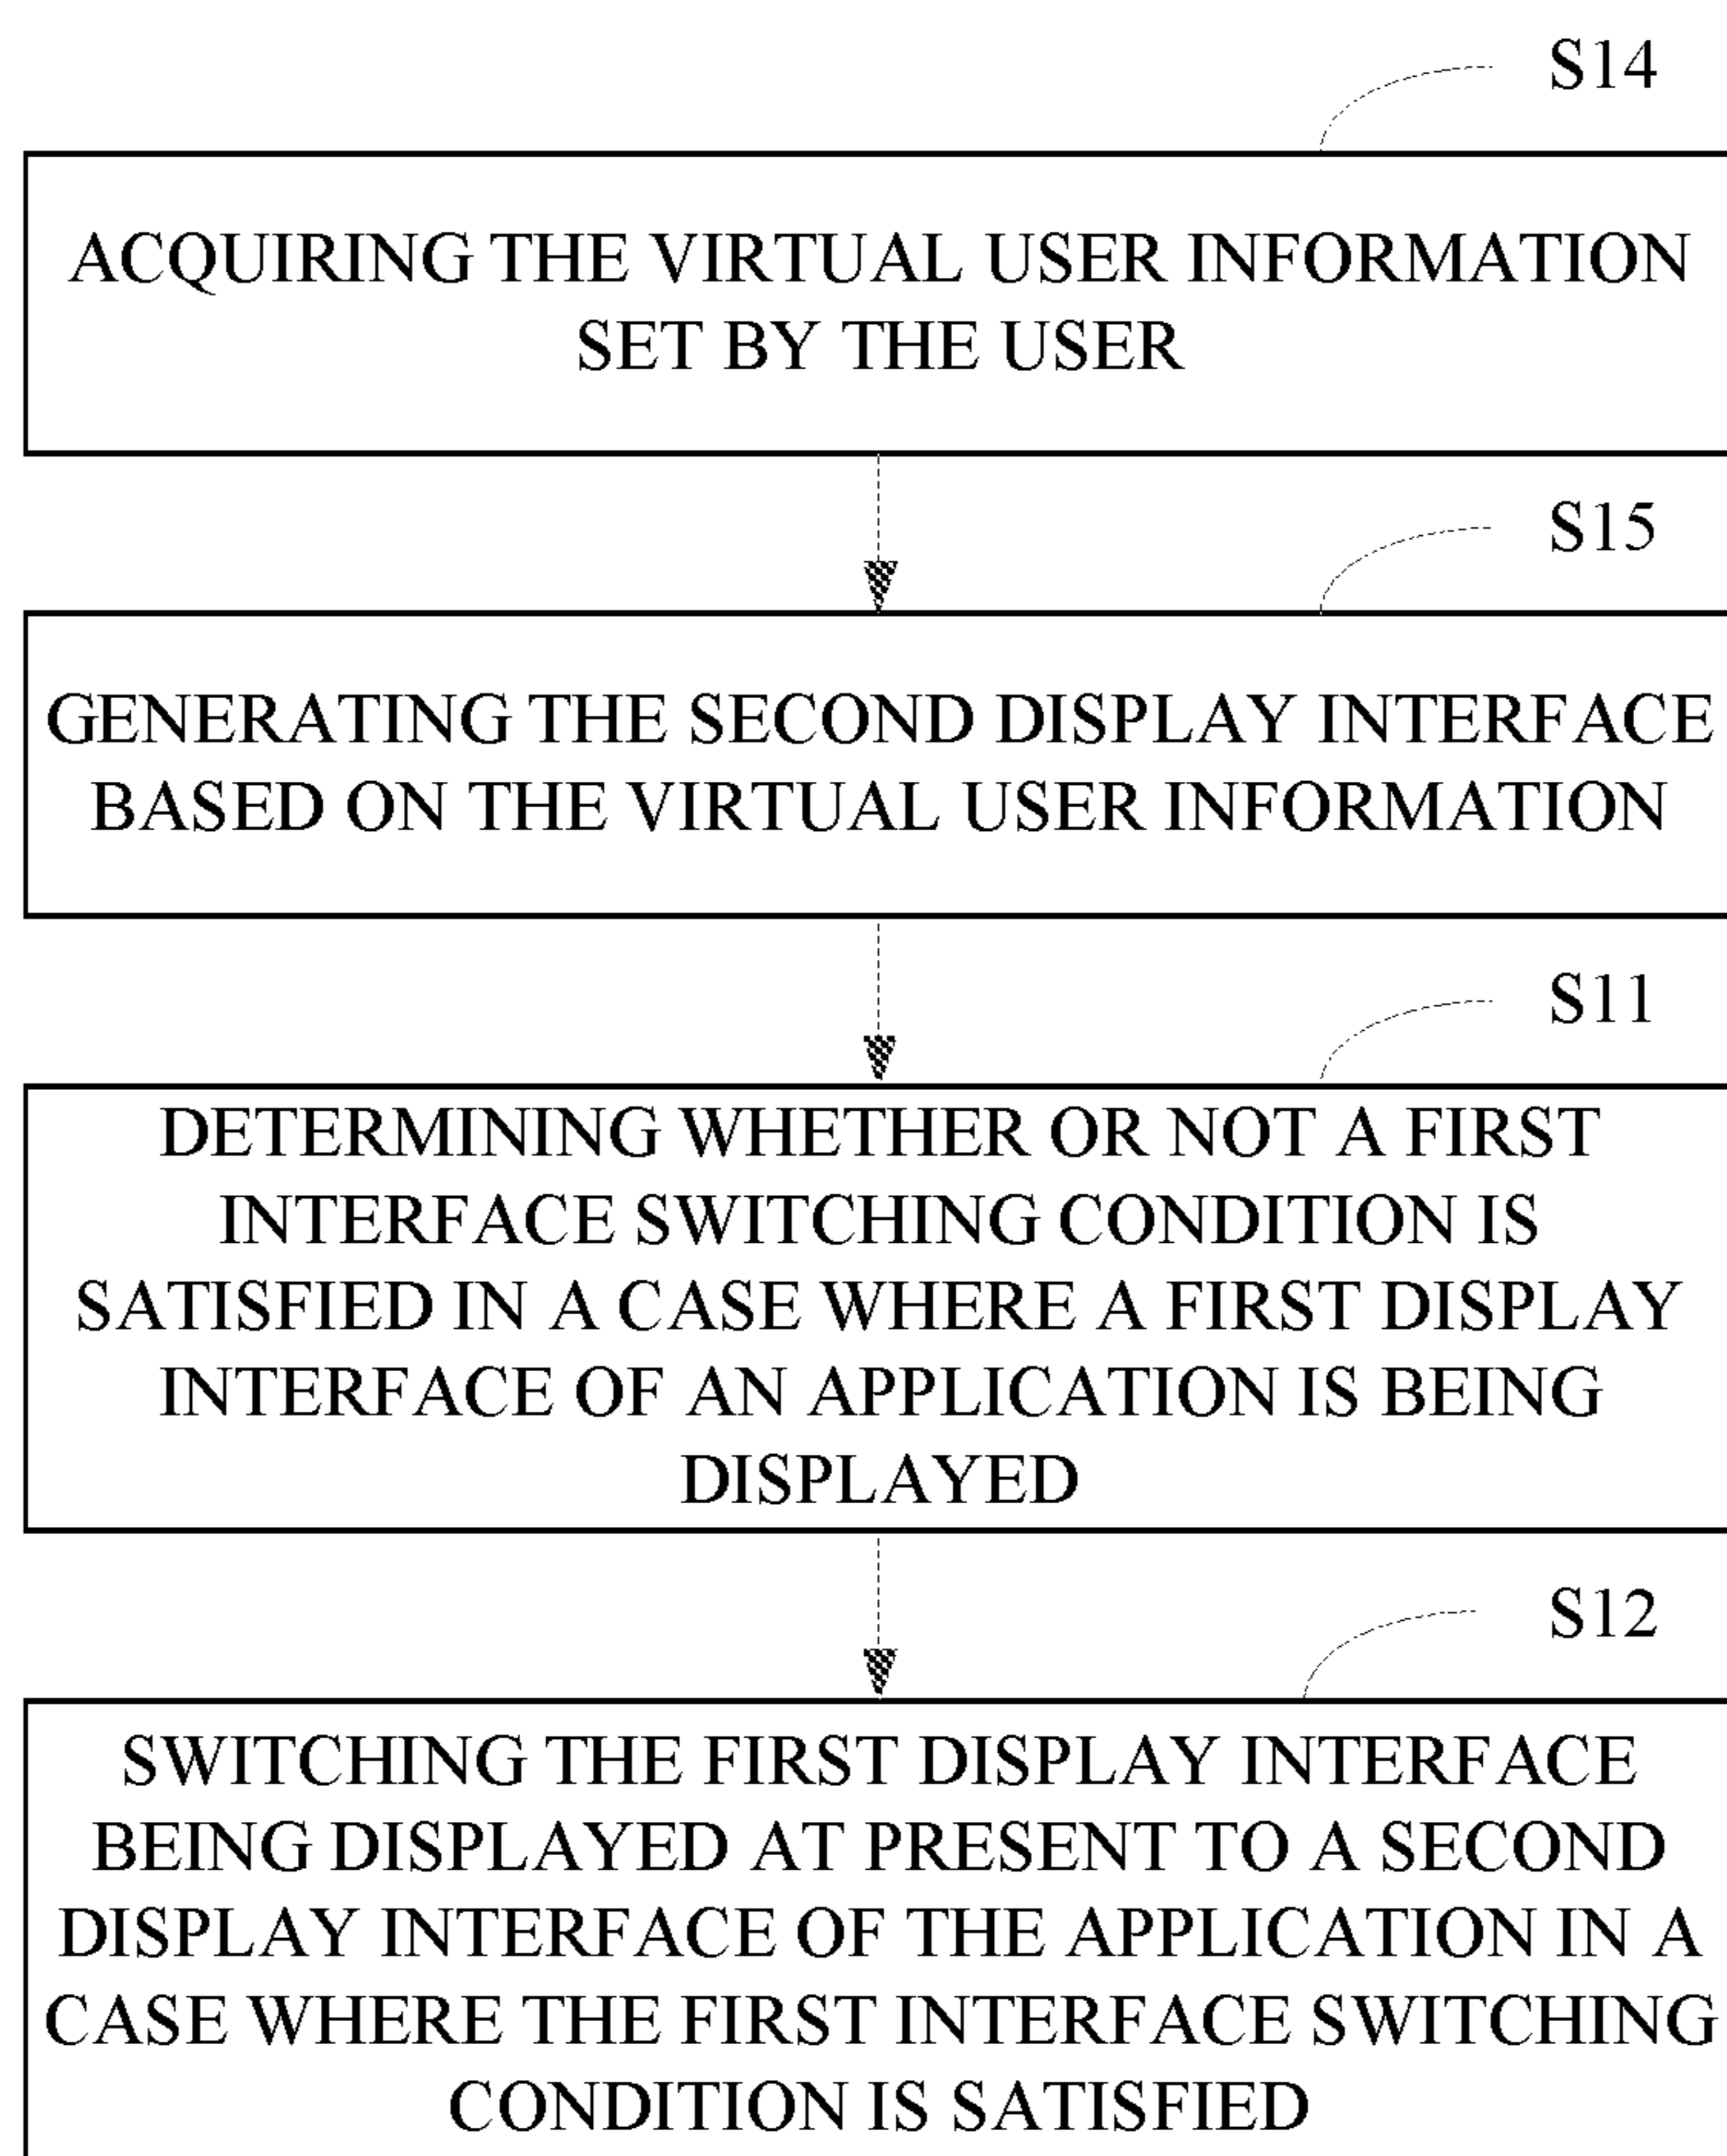 S14
ACQUIRING THE VIRTUAL USER INFORMATION
SET BY THE USER
S15
GENERATING THE SECOND DISPLAY INTERFACE
BASED ON THE VIRTUAL USER INFORMATION
S11
DETERMINING WHETHER OR NOT A FIRST
INTERFACE SWITCHING CONDITION IS
SATISFIED IN A CASE WHERE A FIRST DISPLAY
INTERFACE OF AN APPLICATION IS BEING
DISPLAYED
S12
SWITCHING THE FIRST DISPLAY INTERFACE
BEING DISPLAYED AT PRESENT TO A SECOND
DISPLAY INTERFACE OF THE APPLICATION IN A
CASE WHERE THE FIRST INTERFACE SWITCHING
CONDITION IS SATISFIED